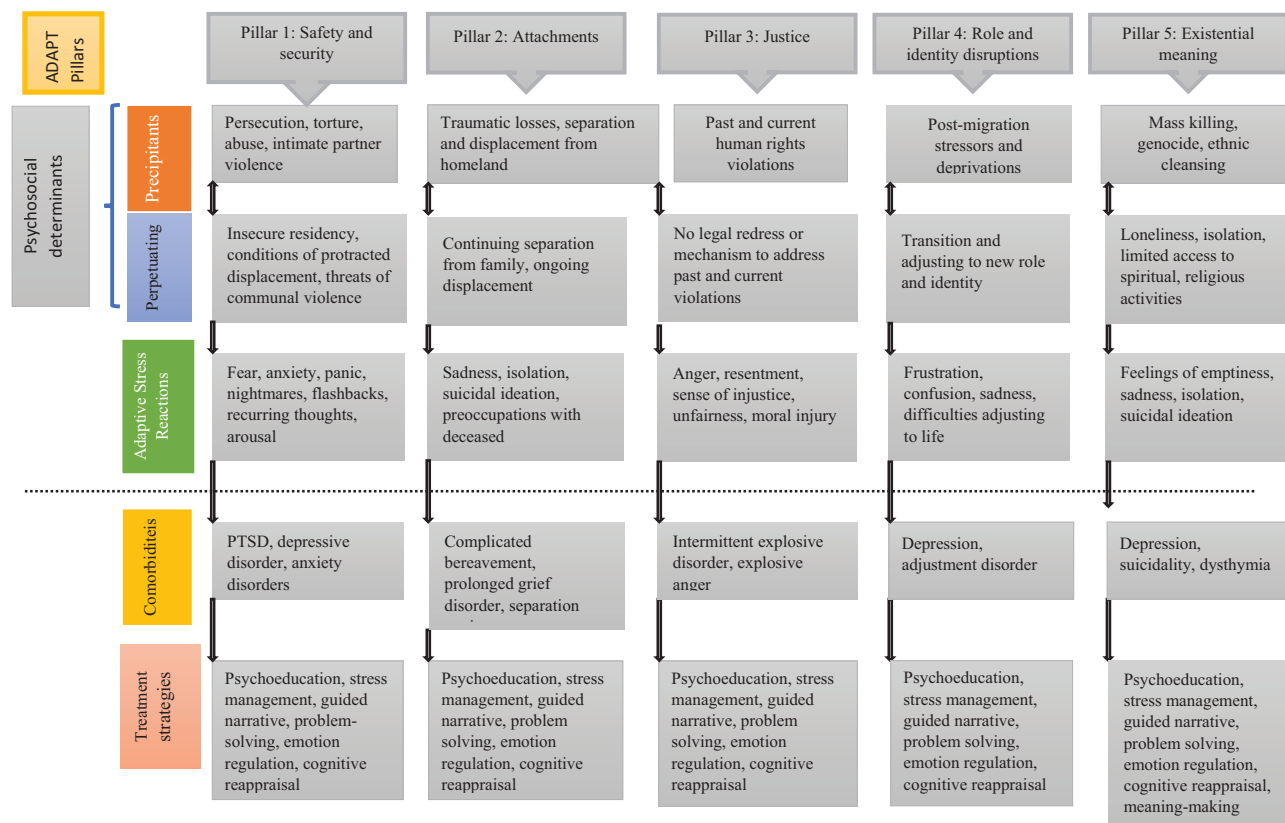 ADAPT
Pillars
Pillar 1: Safety and
security
Pillar 2: Attachments
Pillar 3: Justice
Pillar 4: Role and
identity disruptions
Pillar 5: Existential
meaning
Psychosocial
determinants
Precipitants
Persecution, torture,
abuse, intimate partner
violence
Traumatic losses, separation
and displacement from
homeland
Past and current
human rights
violations
Post-migration
stressors and
deprivations
Mass killing,
genocide, ethnic
cleansing
Perpetuating
Insecure residency,
conditions of protracted
displacement, threats of
communal violence
Continuing separation
from family, ongoing
displacement
No legal redress or
mechanism to address
past and current
violations
Transition and
adjusting to new role
and identity
Loneliness, isolation,
limited access to
spiritual, religious
activities
Adaptive Stress
Reactions
Fear, anxiety, panic,
nightmares, flashbacks,
recurring thoughts,
arousal
Sadness, isolation,
suicidal ideation,
preoccupations with
deceased
Anger, resentment,
sense of injustice,
unfairness, moral injury
Frustration,
confusion, sadness,
difficulties adjusting
to life
Feelings of emptiness,
sadness, isolation,
suicidal ideation
Comorbiditeis
PTSD, depressive
disorder, anxiety
disorders
Complicated
bereavement,
prolonged grief
disorder, separation
Intermittent explosive
disorder, explosive
anger
Depression,
adjustment disorder
Depression,
suicidality, dysthymia
Treatment
strategies
Psychoeducation, stress
management, guided
narrative, problem-
solving, emotion
regulation, cognitive
reappraisal
Psychoeducation, stress
management, guided
narrative, problem
solving, emotion
regulation, cognitive
reappraisal
Psychoeducation, stress
management, guided
narrative, problem
solving, emotion
regulation, cognitive
reappraisal
Psychoeducation,
stress management,
guided narrative,
problem solving,
emotion regulation,
cognitive reappraisal
Psychoeducation,
stress management,
guided narrative,
problem solving,
emotion regulation,
cognitive reappraisal,
meaning-making